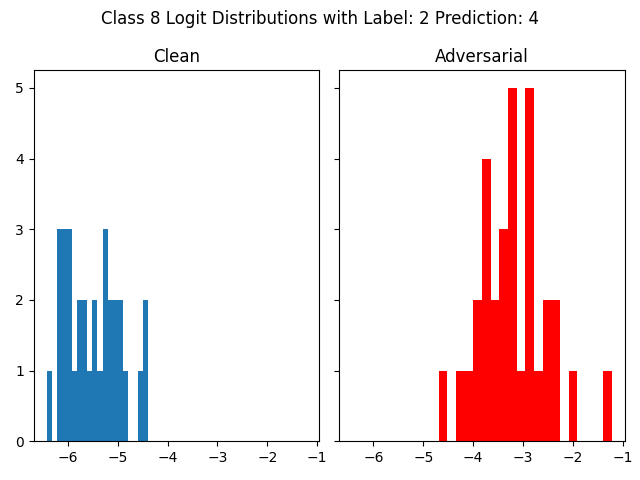 Class 8 Logit Distributions with Label: 2 Prediction: 4
Clean
Adversarial
5
4
3
2
1
0
−6 −5 −4 −3 −2 −1
−6 −5 −4 −3 −2 −1